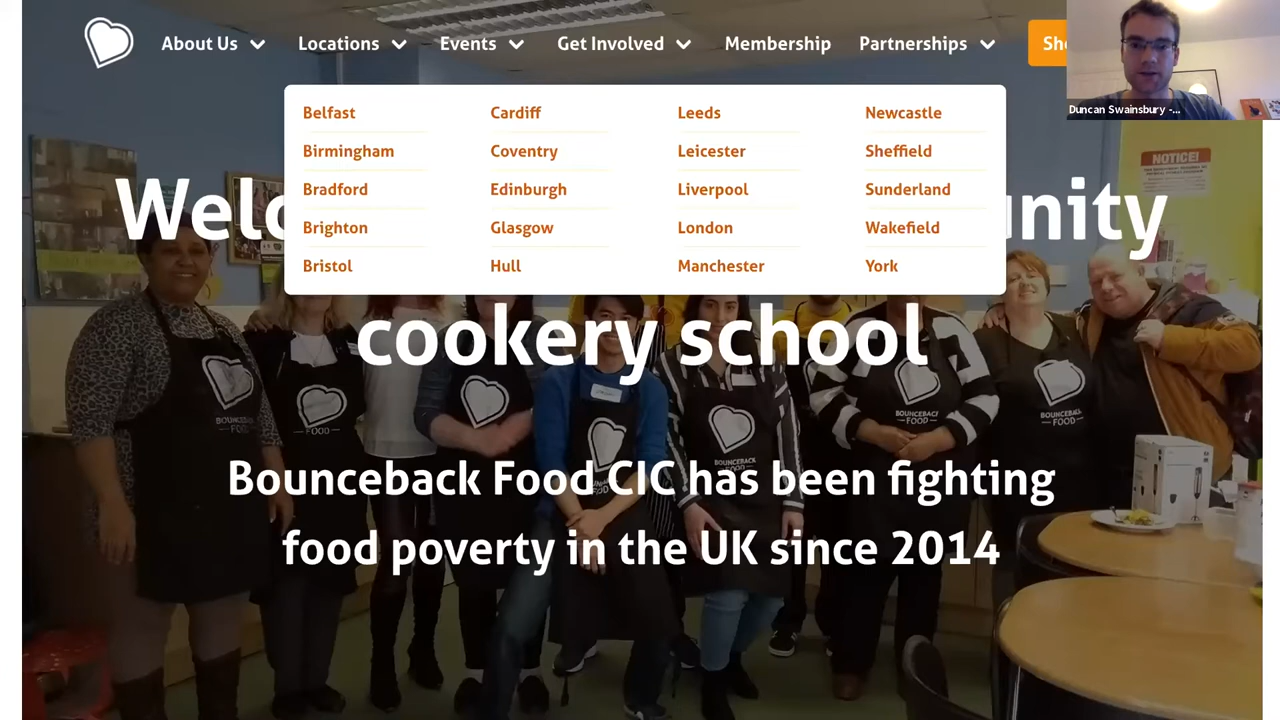 About Us
Locations
Events
Get Involved
Membership
Partnerships
Duncan Swainsbury -...
Belfast
Cardiff
Leeds
Newcastle
Birmingham
Coventry
Leicester
Sheffield
Bradford
Edinburgh
Liverpool
Sunderland
Brighton
Glasgow
London
Wakefield
Bristol
Hull
Manchester
York
NOTICE!
cookery school
BOUNCEBACK
FOOD
Bounceback Food CIC has been fighting
food poverty in the UK since 2014